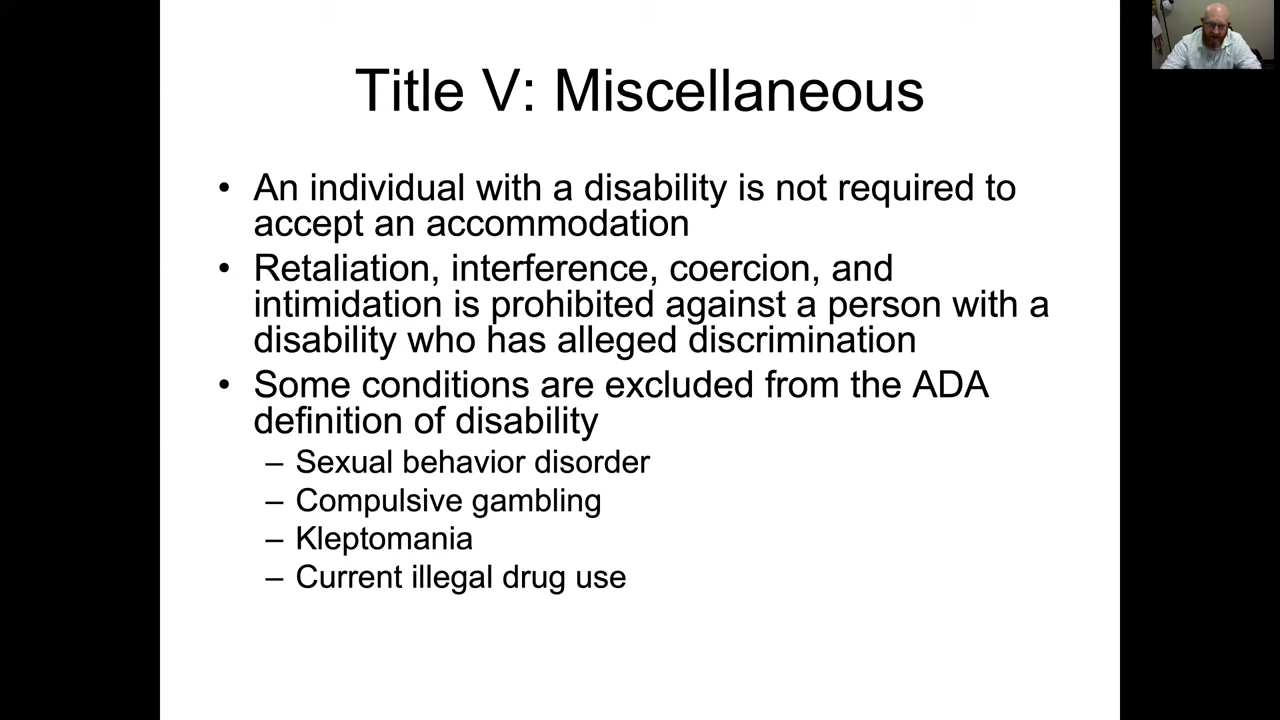 Title V: Miscellaneous
• An individual with a disability is not required to
accept an accommodation
• Retaliation, interference, coercion, and
intimidation is prohibited against a person with a
disability who has alleged discrimination
• Some conditions are excluded from the ADA
definition of disability
– Sexual behavior disorder
– Compulsive gambling
– Kleptomania
– Current illegal drug use